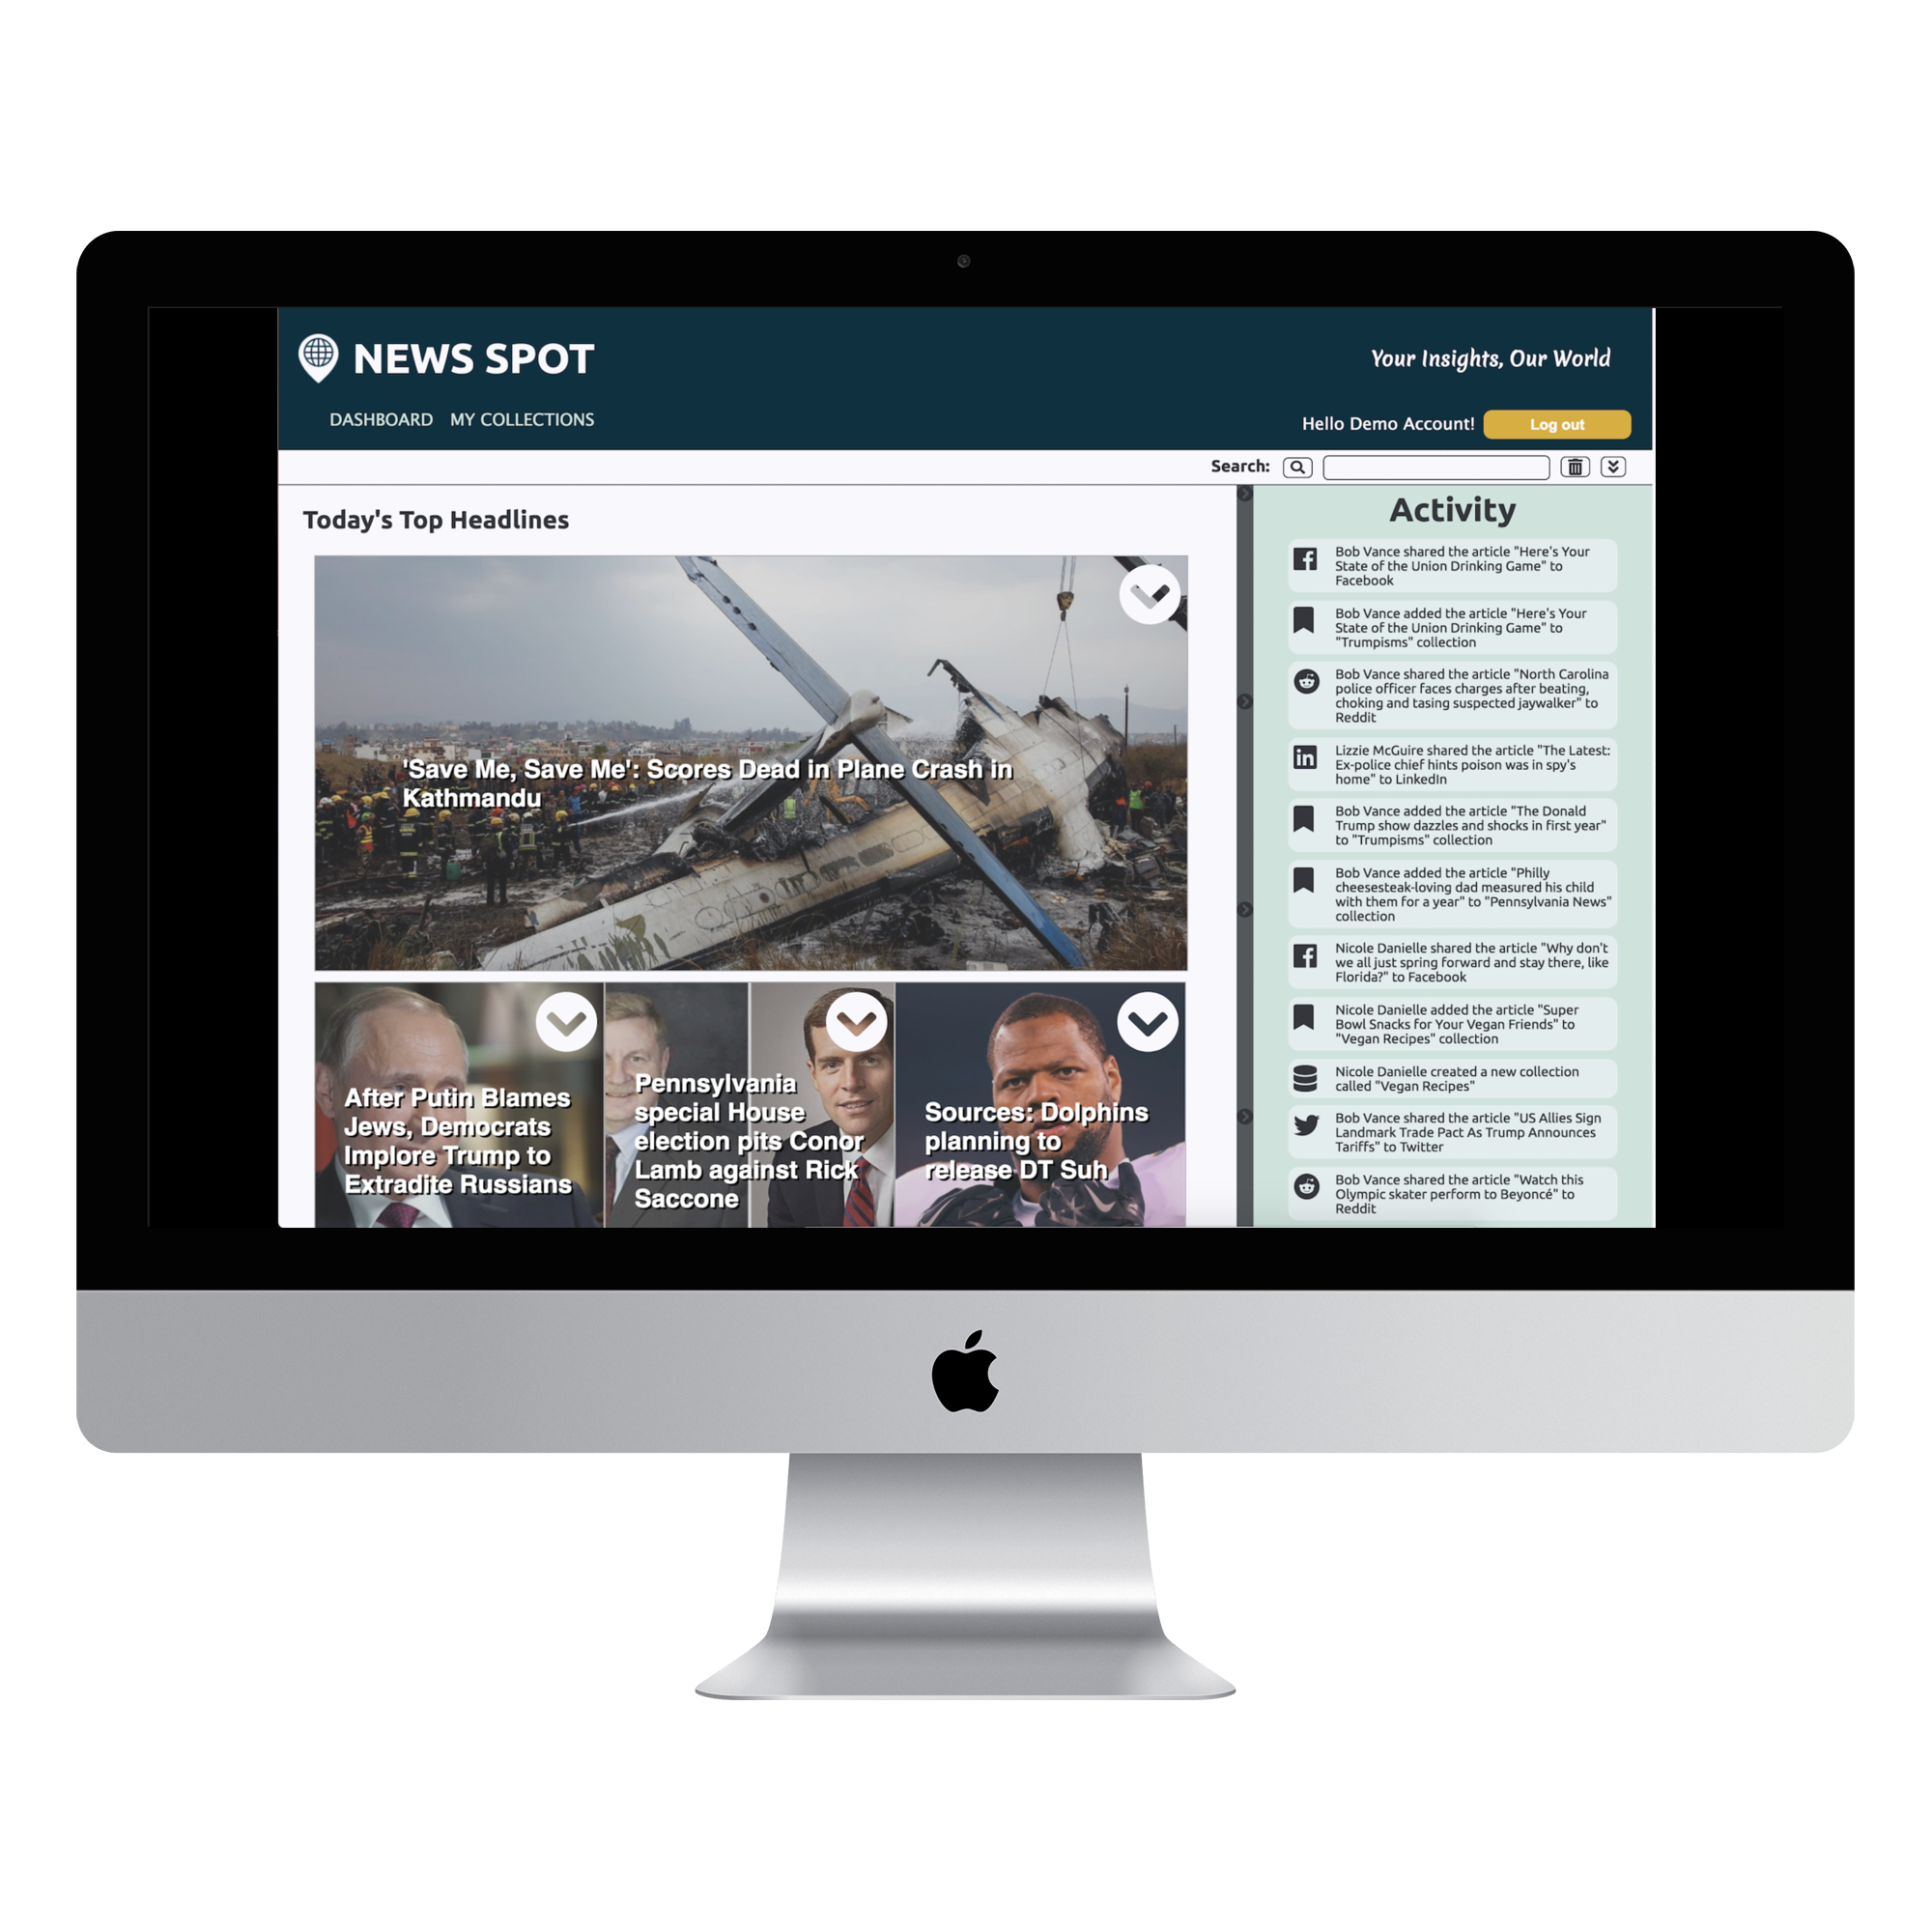 NEWS SPOT
Your Insights, Our World
DASHBOARD MY COLLECTIONS
Hello Demo Account! Log out
Search:
Today's Top Headlines
'Save Me, Save Me': Scores Dead in Plane Crash in
Kathmandu
After Putin Blames
Jews, Democrats
Implore Trump to
Extradite Russians
Pennsylvania
special House
election pits Conor
Lamb against Rick
Saccone
Sources: Dolphins
planning to
release DT Suh
Activity
Bob Vance shared the article "Here's Your
State of the Union Drinking Game" to
Facebook
Bob Vance added the article "Here's Your
State of the Union Drinking Game" to
"Trumpisms" collection
Bob Vance shared the article "North Carolina
police officer faces charges after beating,
choking and tasing suspected jaywalker" to
Reddit
Lizzie McGuire shared the article "The Latest:
Ex-police chief hints poison was in spy's
home" to LinkedIn
Bob Vance added the article "The Donald
Trump show dazzles and shocks in first year"
to "Trumpisms" collection
Bob Vance added the article "Philly
cheesesteak-loving dad measured his child
with them for a year" to "Pennsylvania News"
collection
Nicole Danielle shared the article "Why don't
we all just spring forward and stay there, like
Florida?" to Facebook
Nicole Danielle added the article "Super
Bowl Snacks for Your Vegan Friends" to
"Vegan Recipes" collection
Nicole Danielle created a new collection
called "Vegan Recipes"
Bob Vance shared the article "US Allies Sign
Landmark Trade Pact As Trump Announces
Tariffs" to Twitter
Bob Vance shared the article "Watch this
Olympic skater perform to Beyoncé" to
Reddit